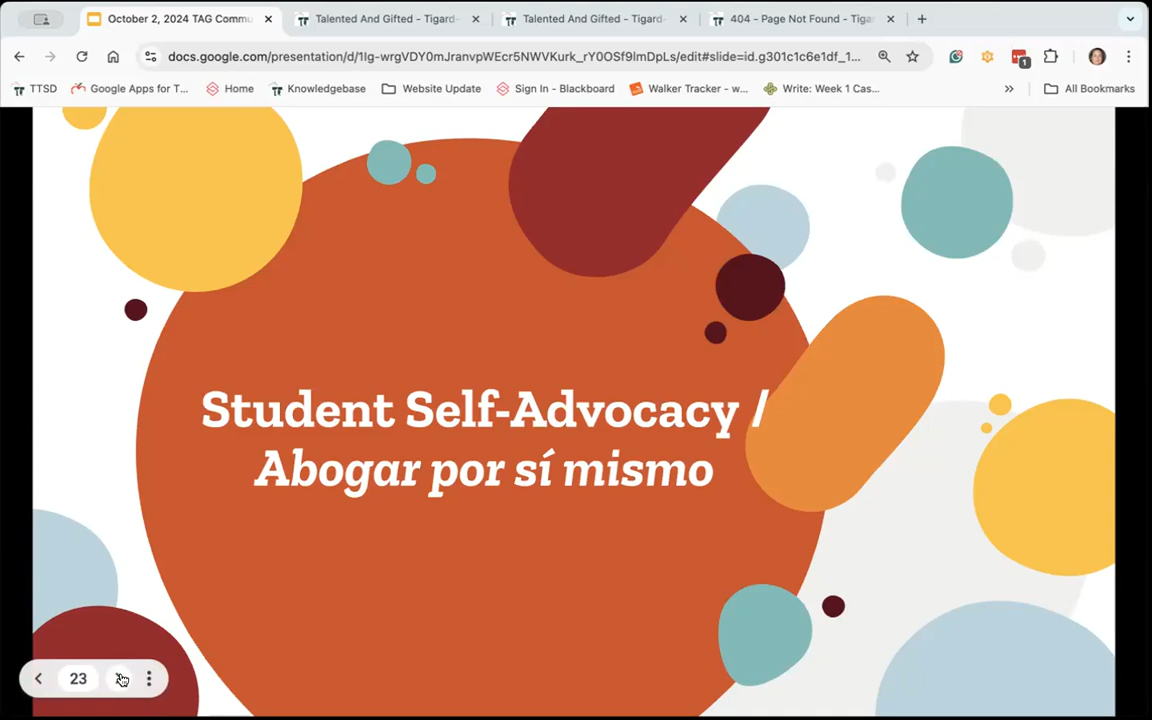 October 2, 2024 TAG Commu
Talented And Gifted - Tigard-
Talented And Gifted - Tigard-
404 - Page Not Found - Tiga
docs.google.com/presentation/d/1Ig-wrgVDY0mJranvpWEcr5NWVKurk_rY0OSf9lmDpLs/edit#slide=id.g301c1c6e1df_1...
1
TTSD
Google Apps for T...
Home
Knowledgebase
Website Update
Sign In - Blackboard
Walker Tracker - w...
Write: Week 1 Cas...
»
All Bookmarks
Student Self-Advocacy /
Abogar por sí mismo
23